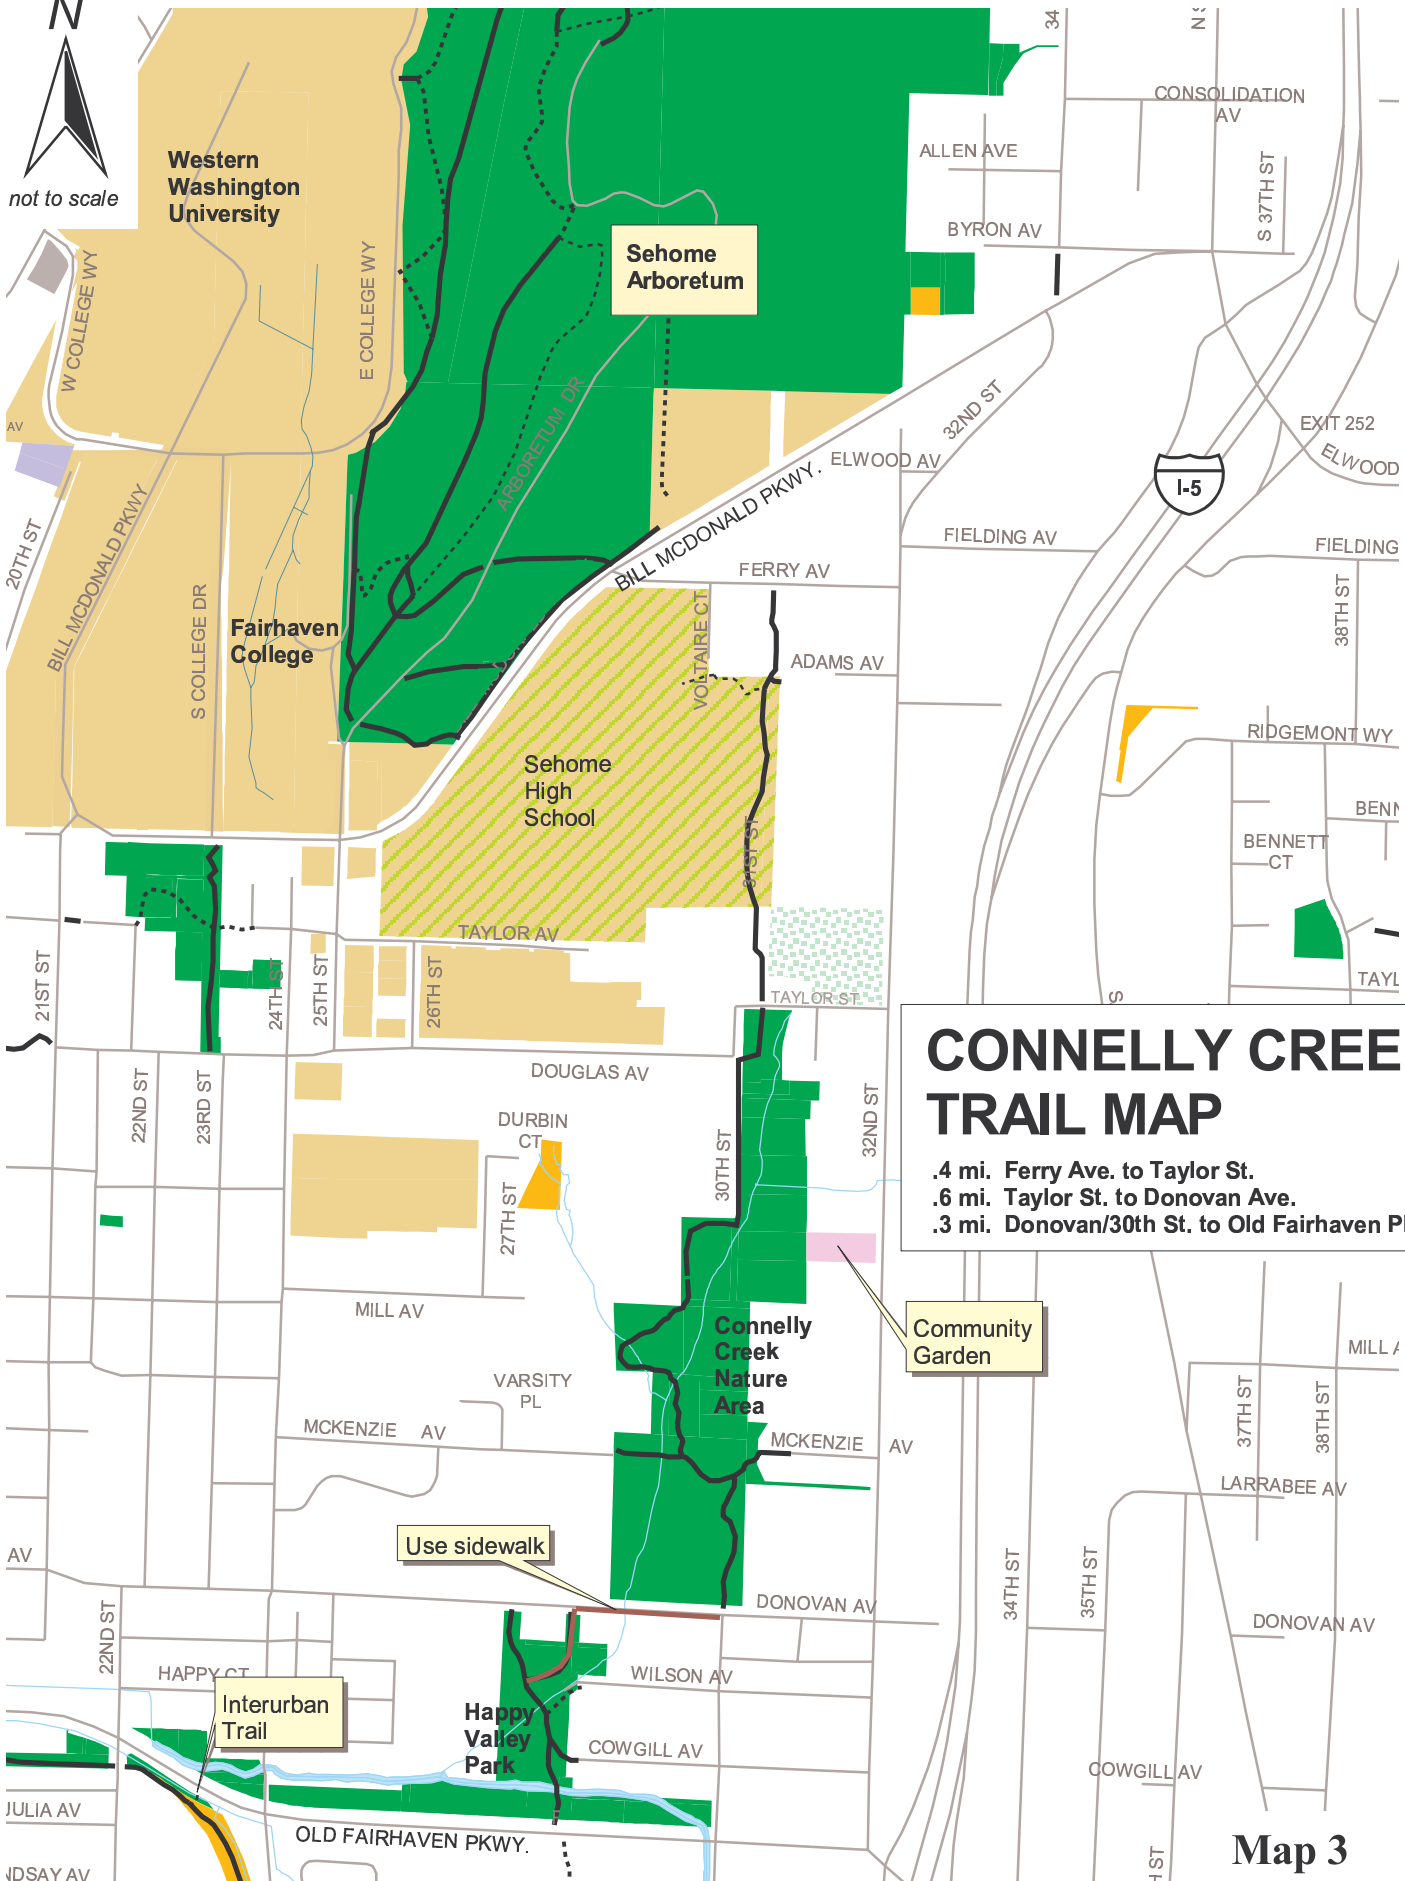 N
not to scale
34
N S
CONSOLIDATION
AV
ALLEN AVE
S 37TH ST
BYRON AV
Western
Washington
University
Sehome
Arboretum
W COLLEGE WY
E COLLEGE WY
AV
ARBORETUM DR
32ND ST
EXIT 252
ELWOOD
ELWOOD AV
I-5
BILL MCDONALD PKWY.
20TH ST
BILL MCDONALD PKWY
FIELDING AV
FIELDING
FERRY AV
38TH ST
S COLLEGE DR
Fairhaven
College
VOLTAIRE CT
ADAMS AV
RIDGEMONT WY
Sehome
High
School
BENN
31ST ST
BENNETT
CT
TAYLOR AV
21ST ST
24TH ST
25TH ST
26TH ST
TAYL
TAYLOR ST
S
CONNELLY CREE
TRAIL MAP
.4 mi. Ferry Ave. to Taylor St.
.6 mi. Taylor St. to Donovan Ave.
.3 mi. Donovan/30th St. to Old Fairhaven P
DOUGLAS AV
22ND ST
23RD ST
DURBIN
CT
30TH ST
32ND ST
27TH ST
MILL AV
Connelly
Creek
Nature
Area
Community
Garden
MILL A
VARSITY
PL
37TH ST
38TH ST
MCKENZIE AV
MCKENZIE AV
LARRABEE AV
Use sidewalk
AV
34TH ST
35TH ST
DONOVAN AV
DONOVAN AV
22ND ST
HAPPY CT
WILSON AV
Interurban
Trail
Happy
Valley
Park
COWGILL AV
COWGILL AV
JULIA AV
OLD FAIRHAVEN PKWY.
Map 3
NDSAY AV
H ST